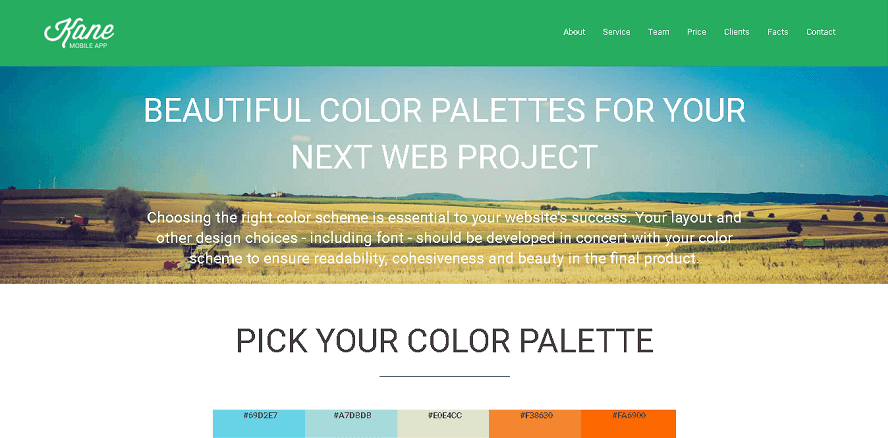 Kane
MOBILE APP
About Service Team Price Clients Facts Contact
BEAUTIFUL COLOR PALETTES FOR YOUR
NEXT WEB PROJECT
Choosing the right color scheme is essential to your website's success. Your layout and
other design choices - including font - should be developed in concert with your color
scheme to ensure readability, cohesiveness and beauty in the final product.
PICK YOUR COLOR PALETTE
#69D2E7 #A7DBDB #E0E4CC #F38630 #FA6900